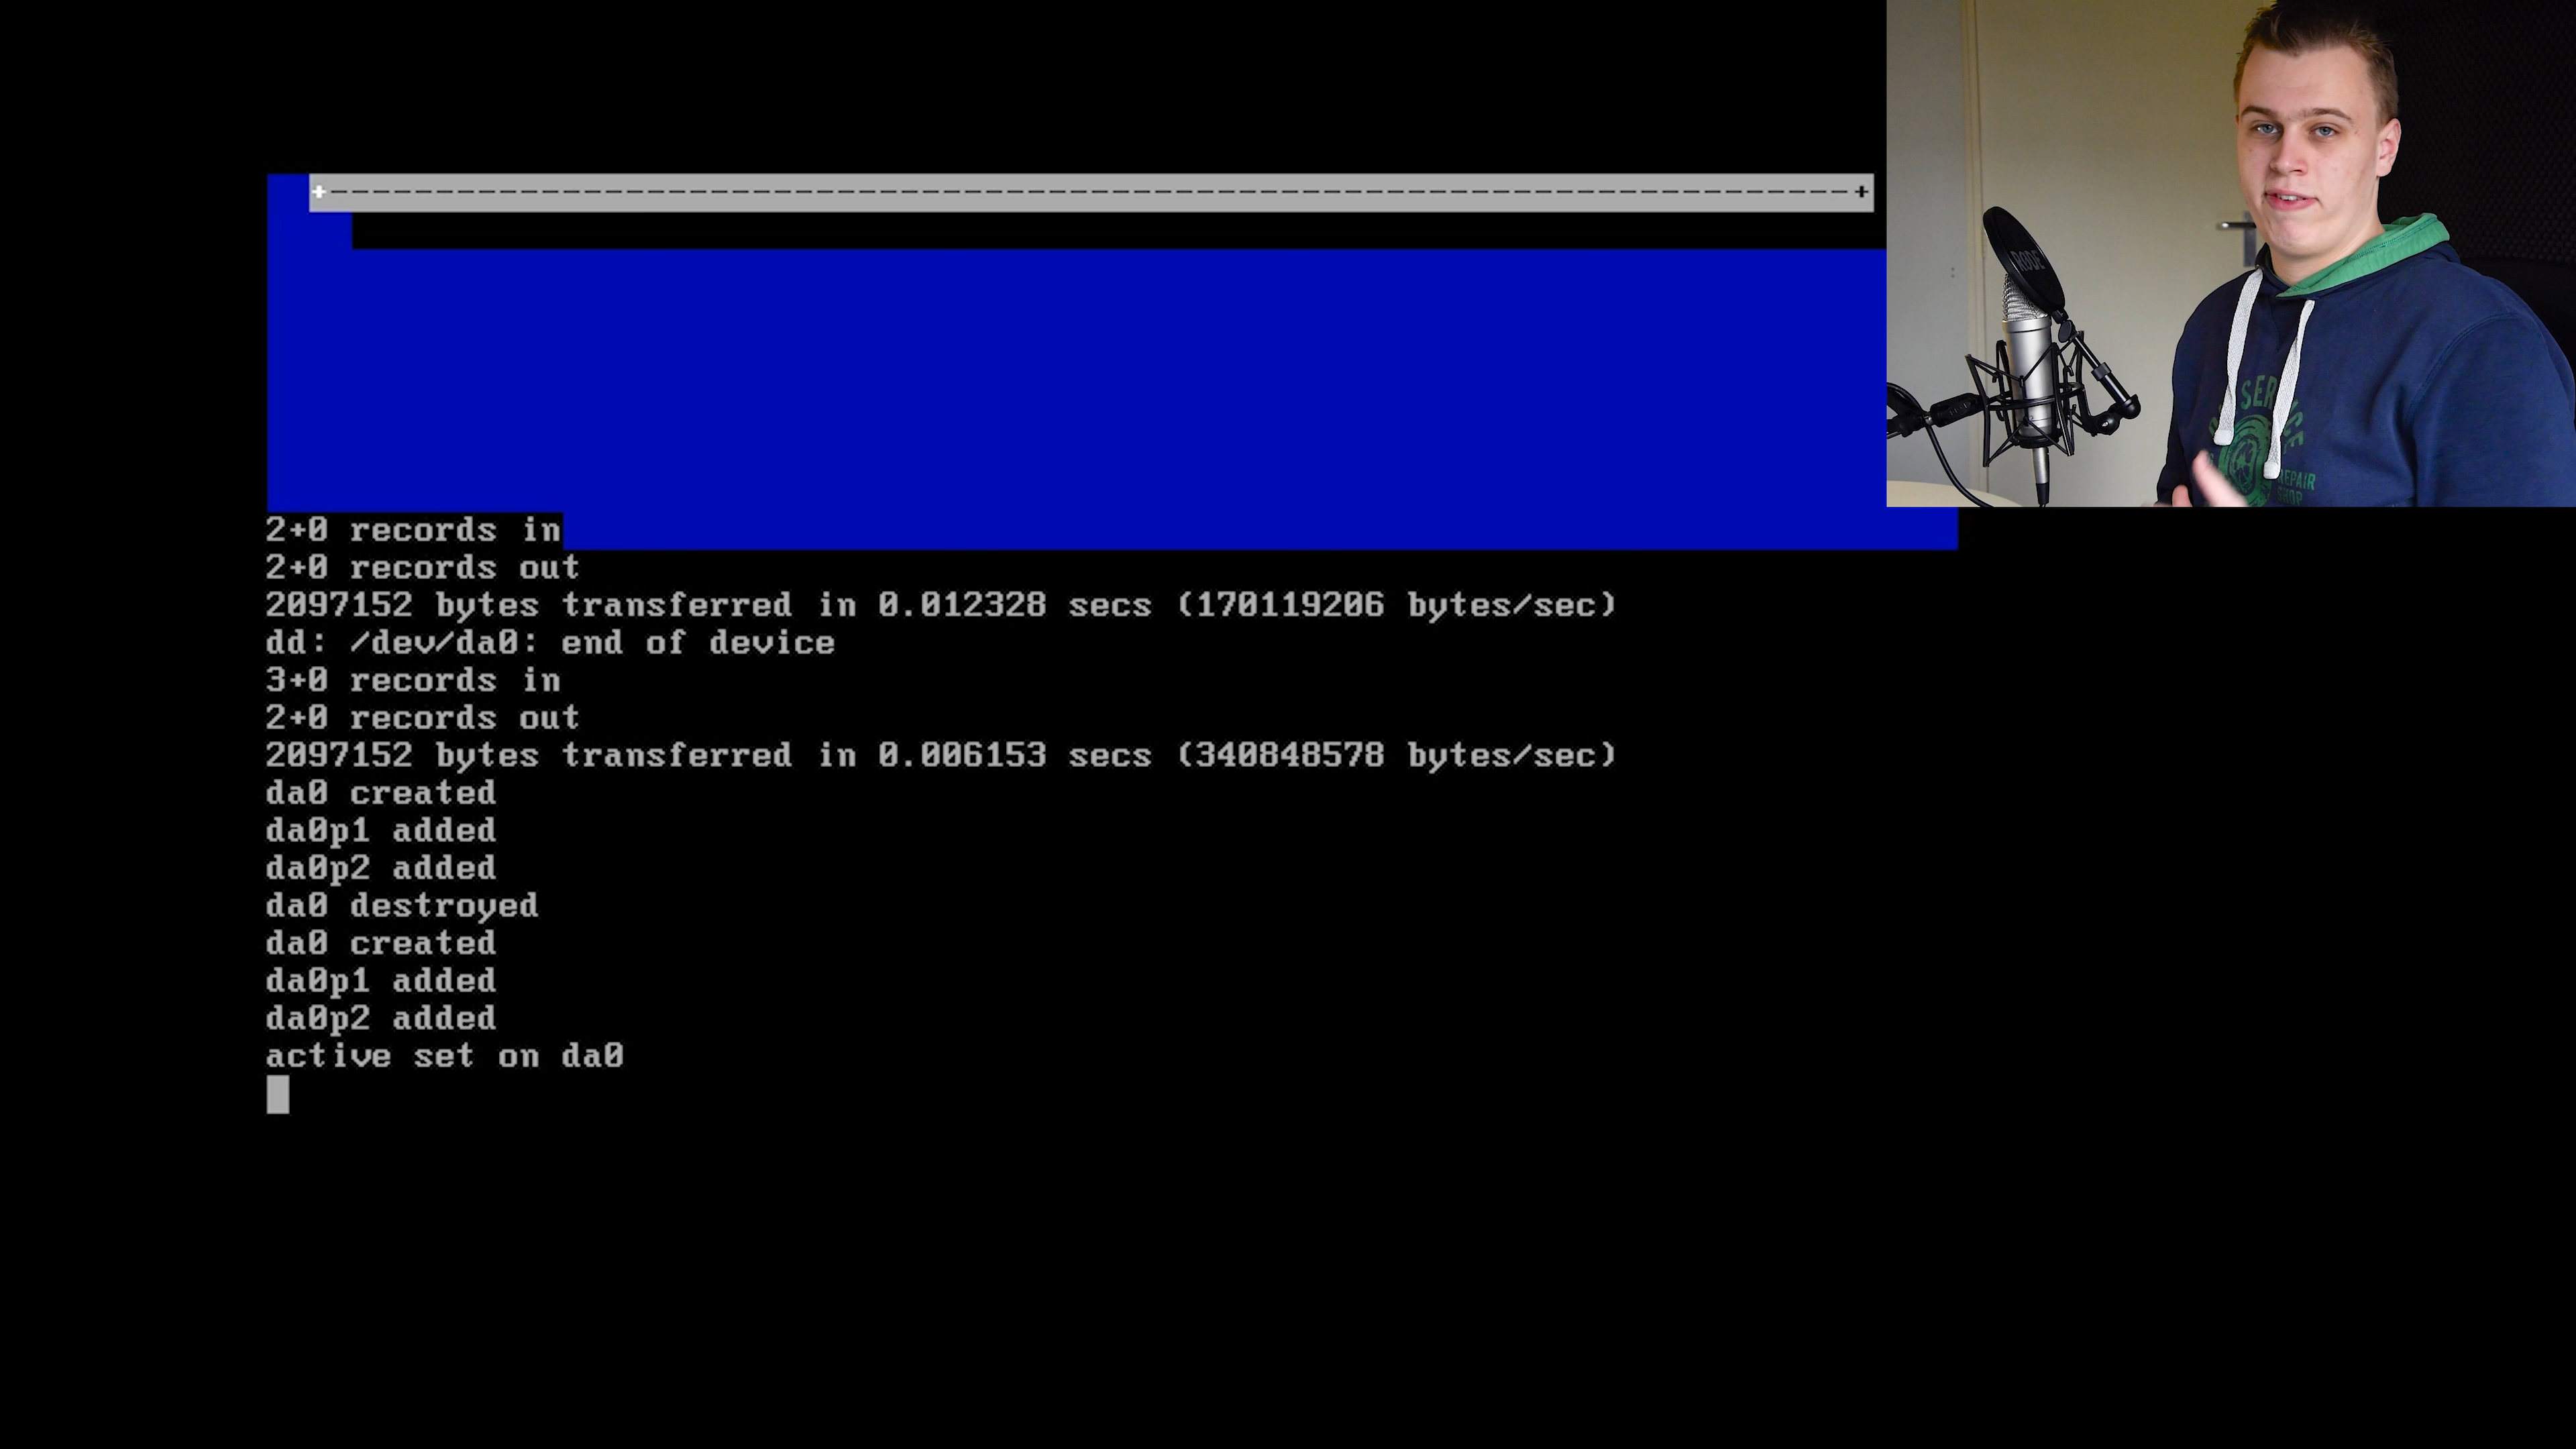 +-------------------------------------------------------------------------+
2+0 records in
2+0 records out
2097152 bytes transferred in 0.012328 secs (170119206 bytes/sec)
dd: /dev/da0: end of device
3+0 records in
2+0 records out
2097152 bytes transferred in 0.006153 secs (340848578 bytes/sec)
da0 created
da0p1 added
da0p2 added
da0 destroyed
da0 created
da0p1 added
da0p2 added
active set on da0
RODE
REPAIR